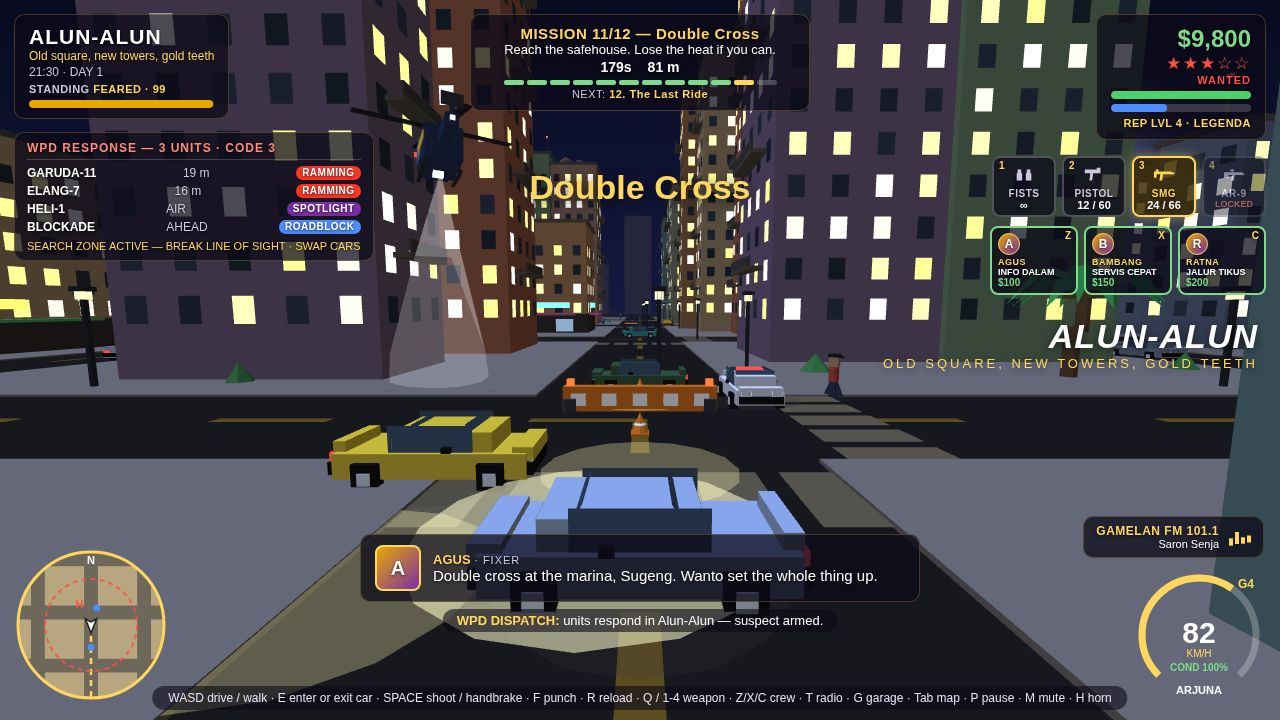 ALUN-ALUN
Old square, new towers, gold teeth
21:30 · DAY 1
STANDING FEARED · 99
MISSION 11/12 — Double Cross
Reach the safehouse. Lose the heat if you can.
179s 81 m
NEXT: 12. The Last Ride
$9,800
★★★☆☆
WANTED
REP LVL 4 · LEGENDA
WPD RESPONSE — 3 UNITS · CODE 3
GARUDA-11 19 m RAMMING
ELANG-7 16 m RAMMING
HELI-1 AIR SPOTLIGHT
BLOCKADE AHEAD ROADBLOCK
SEARCH ZONE ACTIVE — BREAK LINE OF SIGHT · SWAP CARS
Double Cross
1 FISTS ∞
2 PISTOL 12 / 60
3 SMG 24 / 66
4 AR-9 LOCKED
A Z AGUS INFO DALAM $100
B X BAMBANG SERVIS CEPAT $150
R C RATNA JALUR TIKUS $200
ALUN-ALUN
OLD SQUARE, NEW TOWERS, GOLD TEETH
GAMELAN FM 101.1
Saron Senja
A
AGUS · FIXER
Double cross at the marina, Sugeng. Wanto set the whole thing up.
WPD DISPATCH: units respond in Alun-Alun — suspect armed.
N
H
G4
82
KM/H
COND 100%
ARJUNA
WASD drive / walk · E enter or exit car · SPACE shoot / handbrake · F punch · R reload · Q / 1-4 weapon · Z/X/C crew · T radio · G garage · Tab map · P pause · M mute · H horn